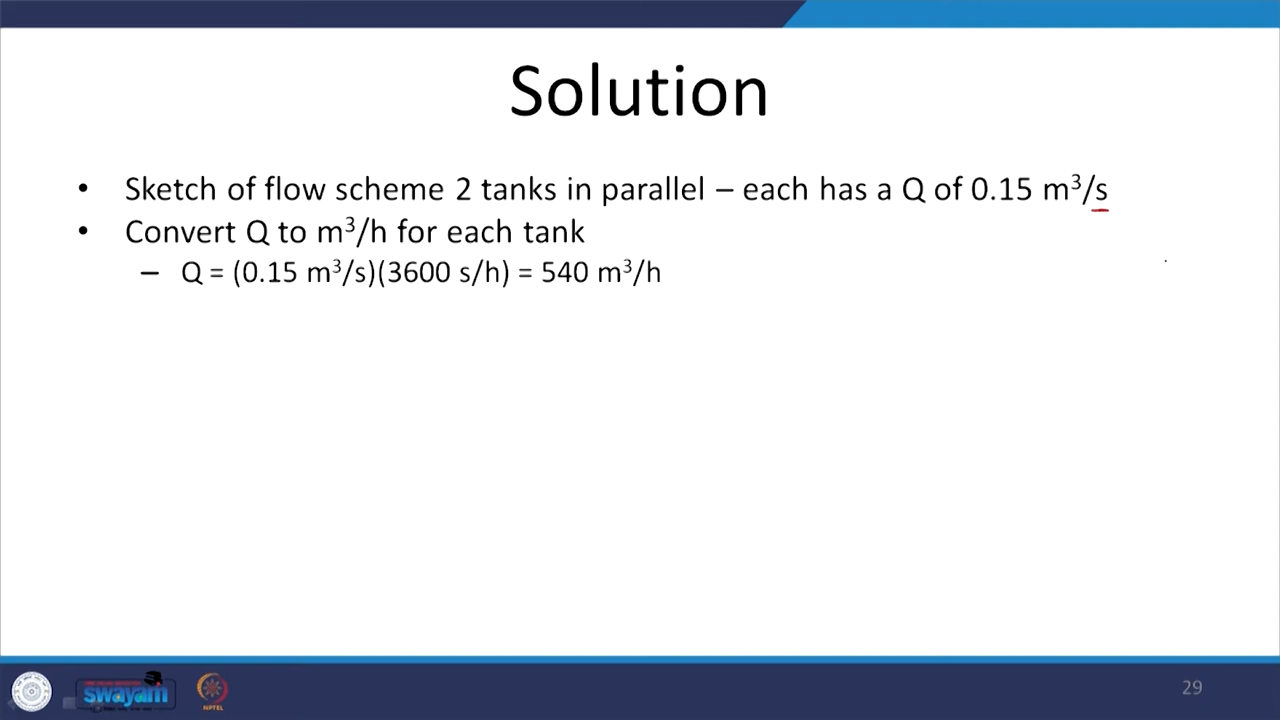 Solution
• Sketch of flow scheme 2 tanks in parallel – each has a Q of 0.15 m³/s
• Convert Q to m³/h for each tank
– Q = (0.15 m³/s)(3600 s/h) = 540 m³/h
swayam
NPTEL
29